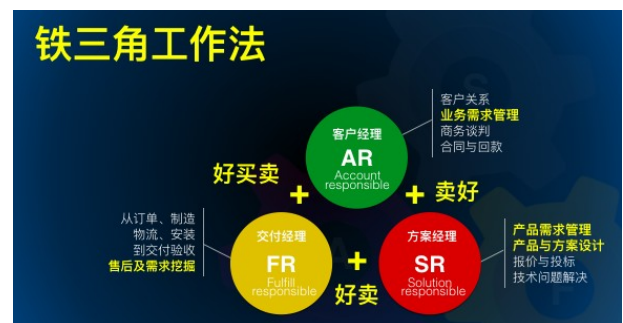 铁三角工作法
客户经理
AR
Account
responsible
客户关系
业务需求管理
商务谈判
合同与回款
好买卖
+
+
卖好
从订单、制造
物流、安装
到交付验收
售后及需求挖掘
交付经理
FR
Fulfill
responsible
+
好卖
方案经理
SR
Solution
responsible
产品需求管理
产品与方案设计
报价与投标
技术问题解决